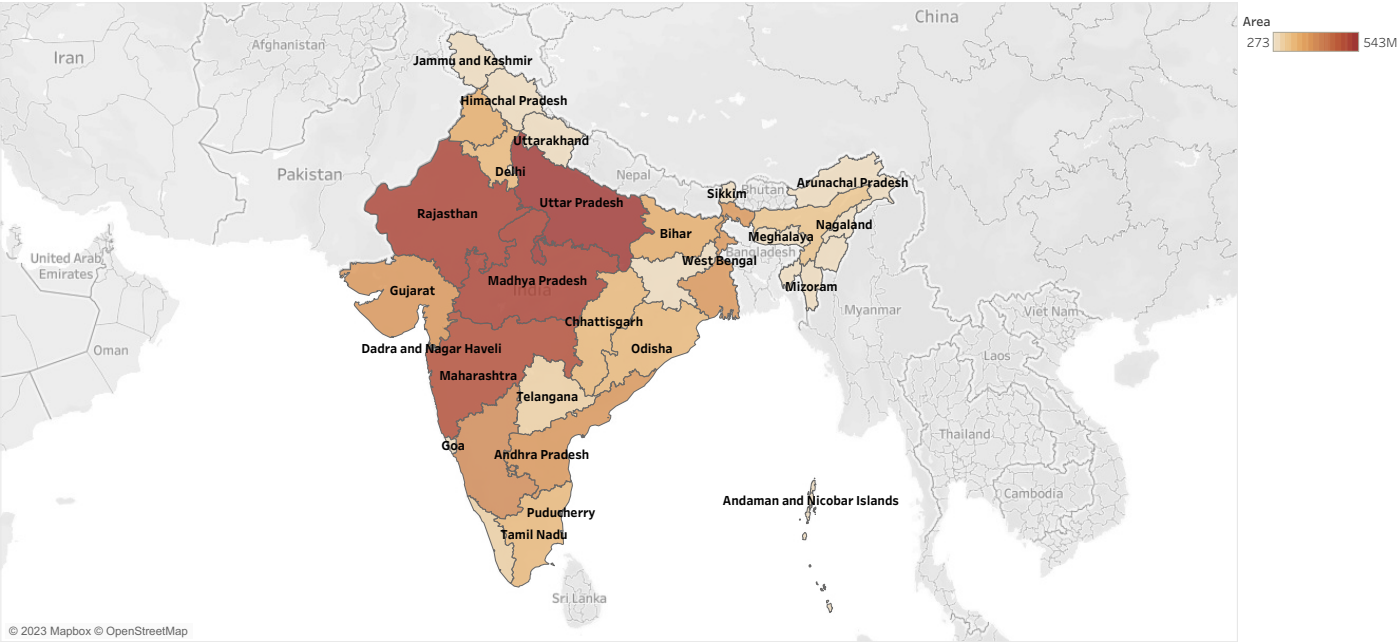 China
Area
273
543M
Iran
Afghanistan
Jammu and Kashmir
Himachal Pradesh
Uttarakhand
Pakistan
Delhi
Nepal
Bhutan
Arunachal Pradesh
Sikkim
Uttar Pradesh
Rajasthan
Nagaland
Bihar
Meghalaya
Bangladesh
West Bengal
United Arab
Emirates
Madhya Pradesh
India
Gujarat
Mizoram
Myanmar
Viet Nam
Chhattisgarh
Dadra and Nagar Haveli
Odisha
Oman
Laos
Maharashtra
Telangana
Goa
Andhra Pradesh
Thailand
Cambodia
Andaman and Nicobar Islands
Puducherry
Tamil Nadu
Sri Lanka
© 2023 Mapbox © OpenStreetMap